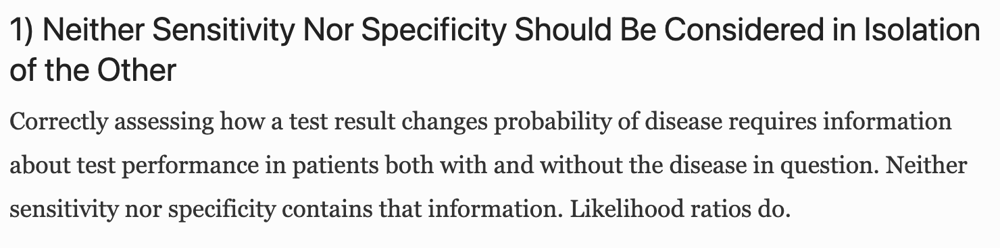 1) Neither Sensitivity Nor Specificity Should Be Considered in Isolation
of the Other
Correctly assessing how a test result changes probability of disease requires information
about test performance in patients both with and without the disease in question. Neither
sensitivity nor specificity contains that information. Likelihood ratios do.